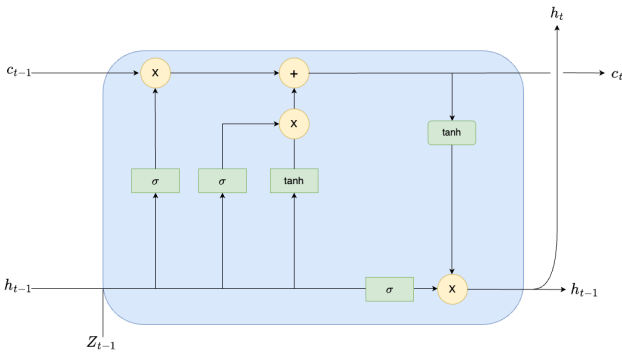 h_t
c_{t-1}
x
+
c_t
x
tanh
σ
σ
tanh
h_{t-1}
σ
x
h_{t-1}
Z_{t-1}